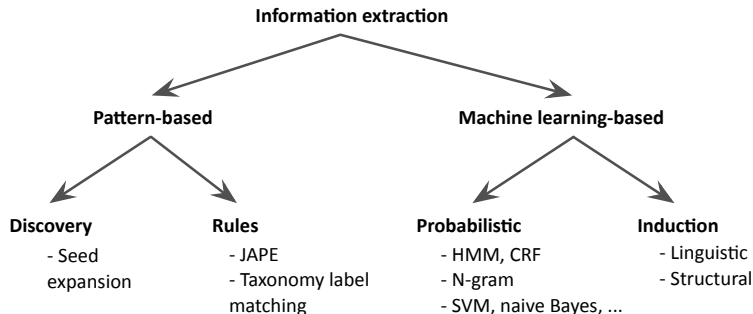 Information extraction
Pattern-based
Machine learning-based
Discovery
- Seed
expansion
Rules
- JAPE
- Taxonomy label
matching
Probabilistic
- HMM, CRF
- N-gram
- SVM, naive Bayes, ...
Induction
- Linguistic
- Structural